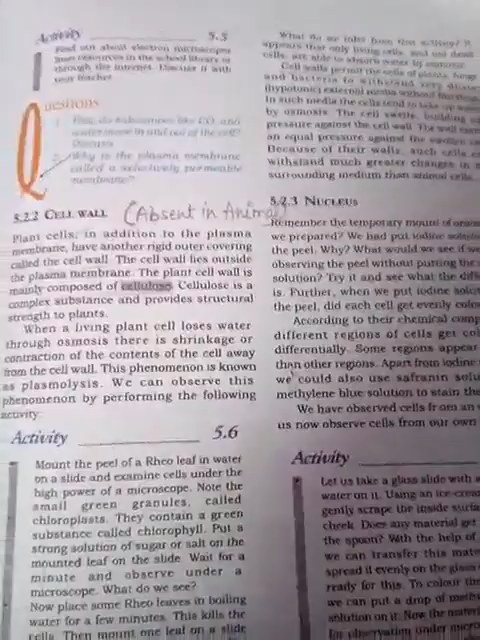 Activity 5.5
Find out about electron microscopes
from resources in the school library or
through the internet. Discuss it with
your teacher.
Questions
1. How do substances like CO₂ and
water move in and out of the cell?
Discuss.
2. Why is the plasma membrane
called a selectively permeable
membrane?
5.2.2 CELL WALL (Absent in Animal)
Plant cells, in addition to the plasma
membrane, have another rigid outer covering
called the cell wall. The cell wall lies outside
the plasma membrane. The plant cell wall is
mainly composed of cellulose. Cellulose is a
complex substance and provides structural
strength to plants.
When a living plant cell loses water
through osmosis there is shrinkage or
contraction of the contents of the cell away
from the cell wall. This phenomenon is known
as plasmolysis. We can observe this
phenomenon by performing the following
activity:
Activity 5.6
Mount the peel of a Rheo leaf in water
on a slide and examine cells under the
high power of a microscope. Note the
small green granules, called
chloroplasts. They contain a green
substance called chlorophyll. Put a
strong solution of sugar or salt on the
mounted leaf on the slide. Wait for a
minute and observe under a
microscope. What do we see?
Now place some Rheo leaves in boiling
water for a few minutes. This kills the
cells. Then mount one leaf on a slide
What do we infer from this activity? It
appears that only living cells, and not dead
cells, are able to absorb water by osmosis.
Cell walls permit the cells of plants, fungi
and bacteria to withstand very dilute
(hypotonic) external media without
In such media the cells tend to take up water
by osmosis. The cell swells, building
pressure against the cell wall. The wall
an equal pressure against the
Because of their walls, such cells
withstand much greater changes in
surrounding medium than animal cells.
5.2.3 NUCLEUS
Remember the temporary mount of onion
we prepared? We had put iodine
the peel. Why? What would we see if we
observing the peel without putting the
solution? Try it and see what the
is. Further, when we put iodine
the peel, did each cell get evenly
According to their chemical
different regions of cells get
differentially. Some regions appear
than other regions. Apart from iodine
we could also use safranin
methylene blue solution to stain the
We have observed cells from an
us now observe cells from our own
Activity
Let us take a glass slide with a
water on it. Using an ice-cream
gently scrape the inside
cheek. Does any material get
the spoon? With the help of
we can transfer this
spread it evenly on the glass
ready for this. To colour the
we can put a drop of
solution on it. Now the
for observation under